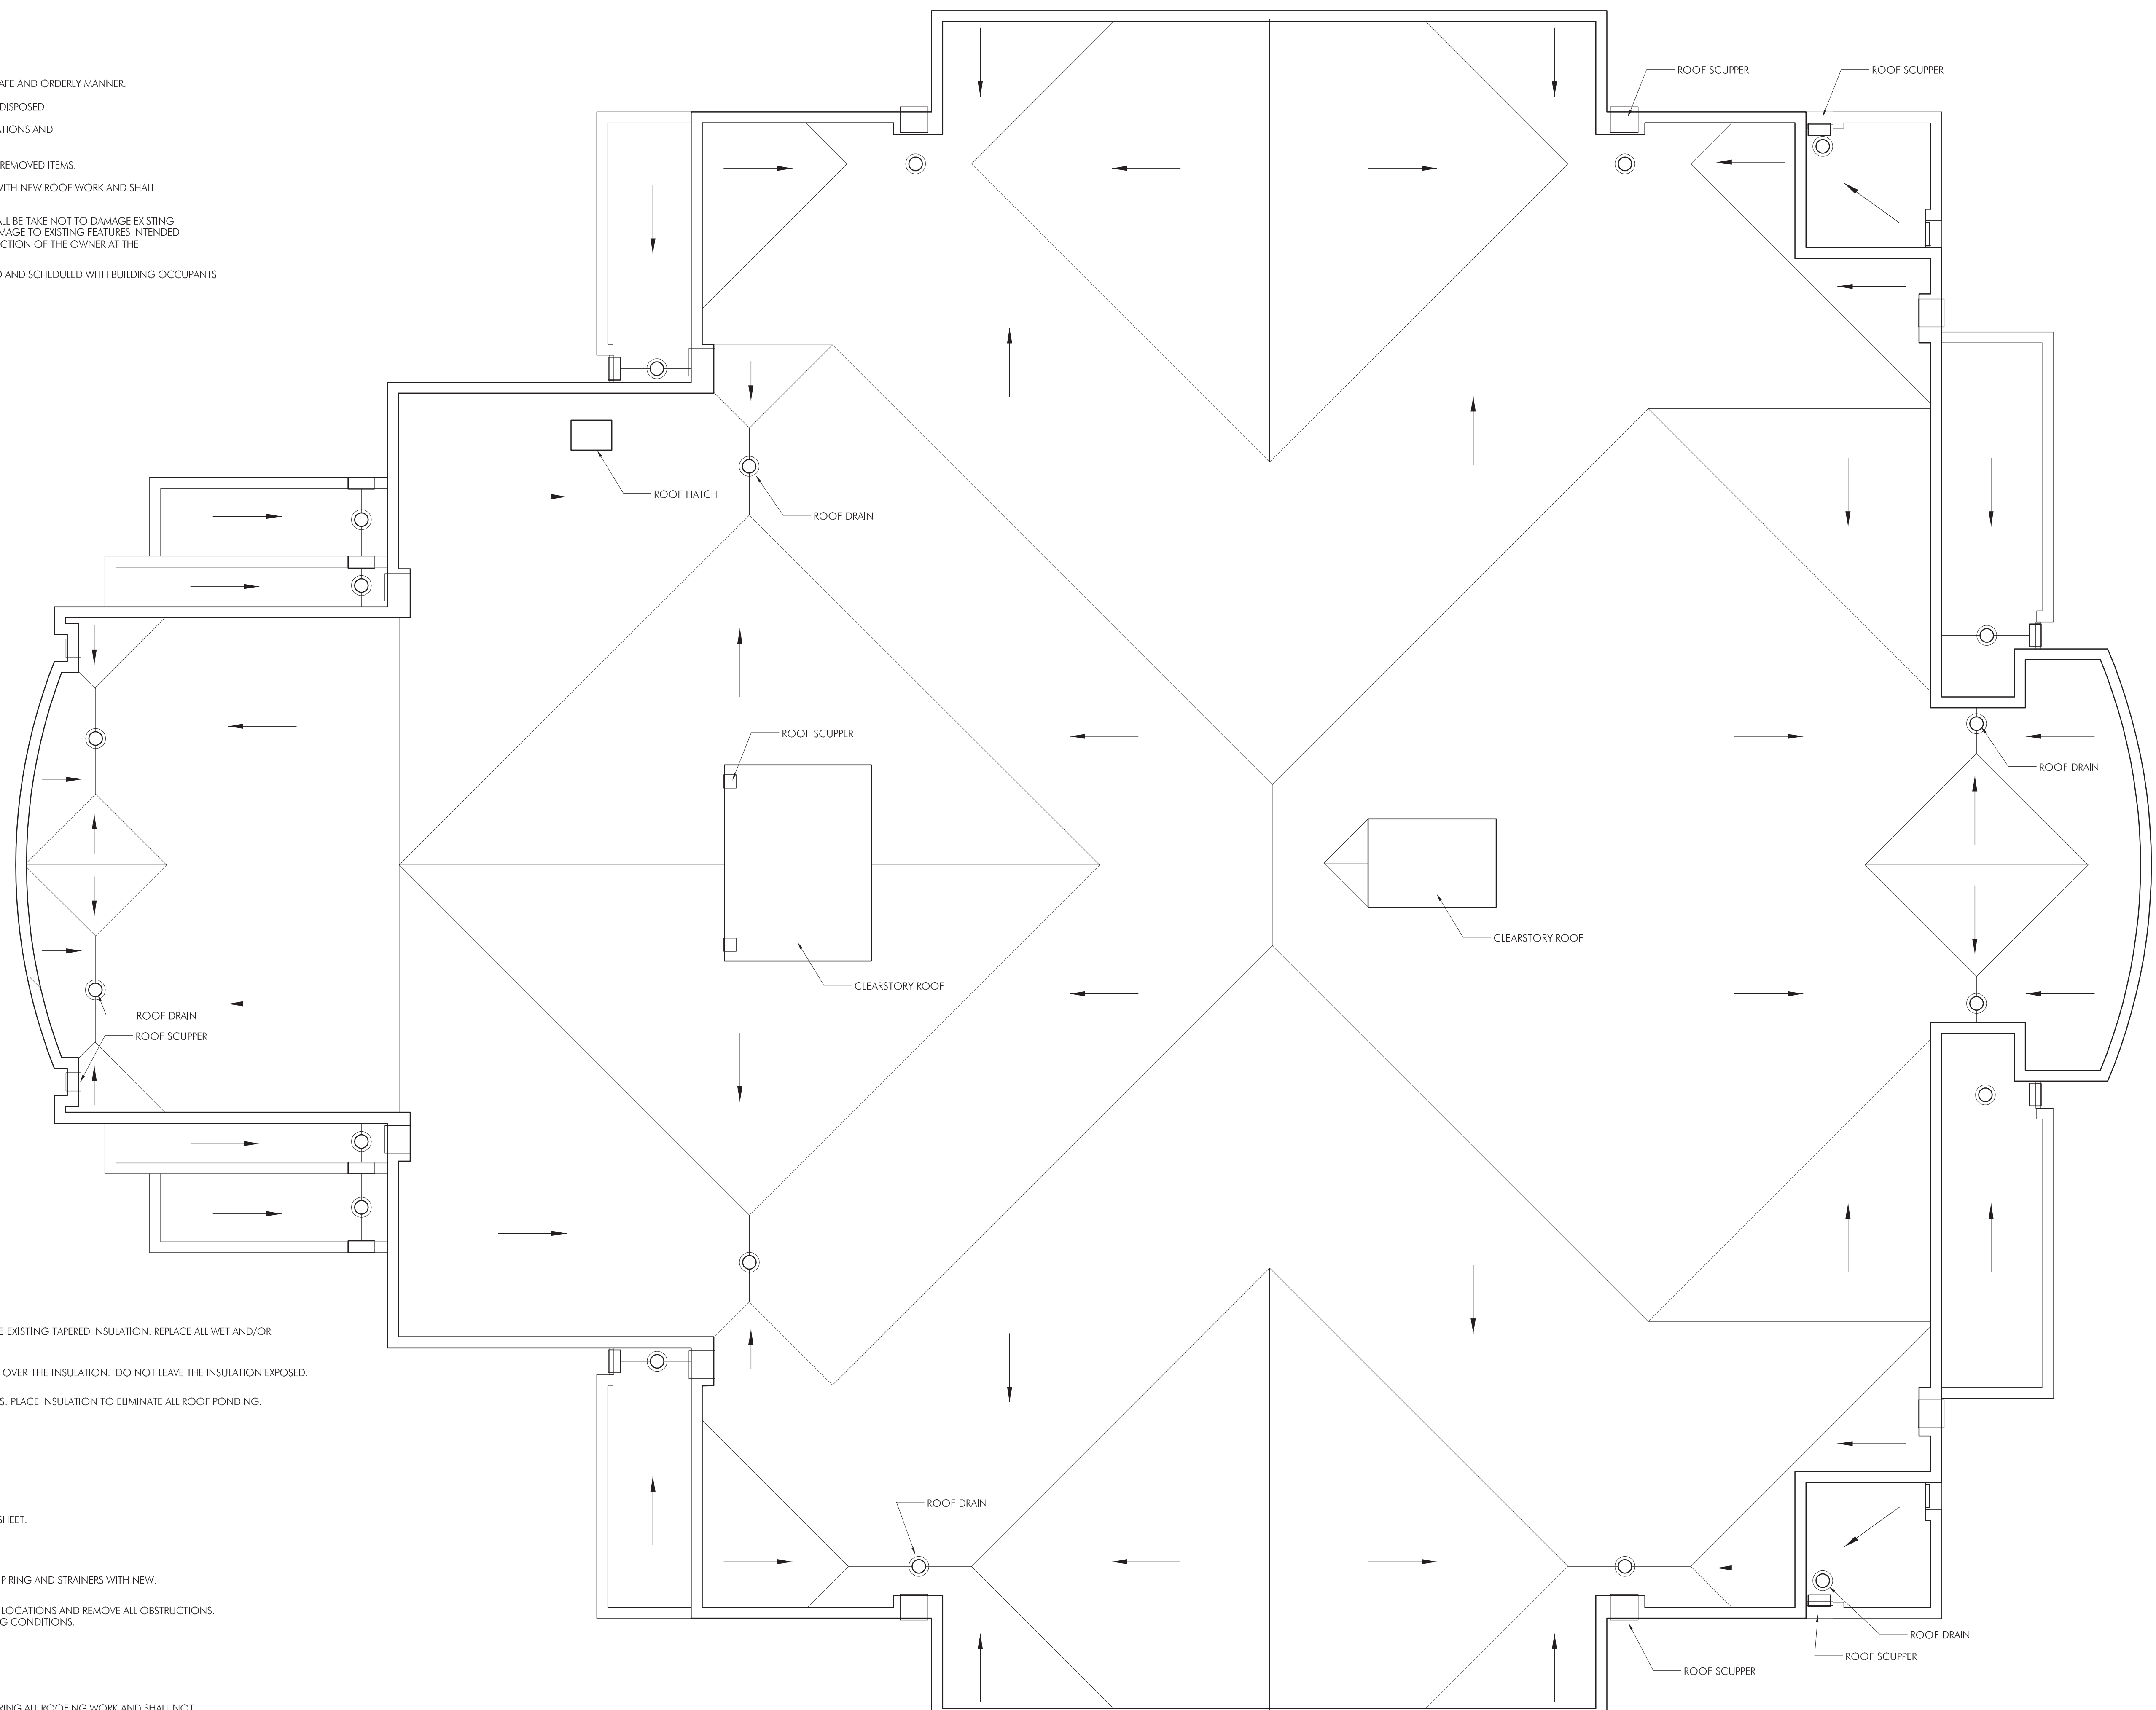 AFE AND ORDERLY MANNER.
DISPOSED.
ATIONS AND
REMOVED ITEMS.
WITH NEW ROOF WORK AND SHALL
ALL BE TAKE NOT TO DAMAGE EXISTING
MAGE TO EXISTING FEATURES INTENDED
ACTION OF THE OWNER AT THE
D AND SCHEDULED WITH BUILDING OCCUPANTS.
ROOF SCUPPER
ROOF SCUPPER
ROOF HATCH
ROOF DRAIN
ROOF SCUPPER
ROOF DRAIN
CLEARSTORY ROOF
CLEARSTORY ROOF
ROOF DRAIN
ROOF SCUPPER
E EXISTING TAPERED INSULATION. REPLACE ALL WET AND/OR
OVER THE INSULATION. DO NOT LEAVE THE INSULATION EXPOSED.
S. PLACE INSULATION TO ELIMINATE ALL ROOF PONDING.
ROOF DRAIN
SHEET.
P RING AND STRAINERS WITH NEW.
LOCATIONS AND REMOVE ALL OBSTRUCTIONS.
G CONDITIONS.
ROOF DRAIN
ROOF SCUPPER
ROOF SCUPPER
RING ALL ROOFING WORK AND SHALL NOT